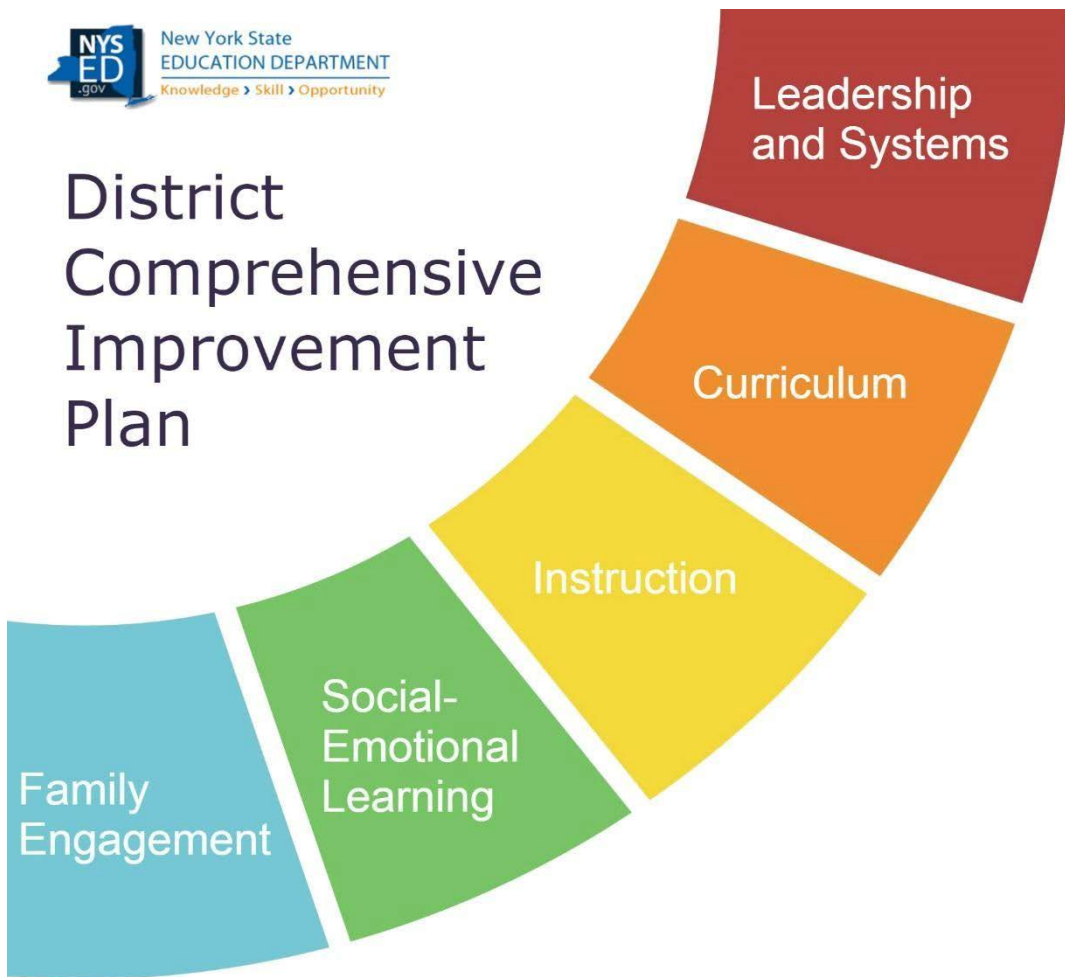 NYS
ED
.gov
New York State
EDUCATION DEPARTMENT
Knowledge > Skill > Opportunity
District
Comprehensive
Improvement
Plan
Leadership
and Systems
Curriculum
Instruction
Social-
Emotional
Learning
Family
Engagement